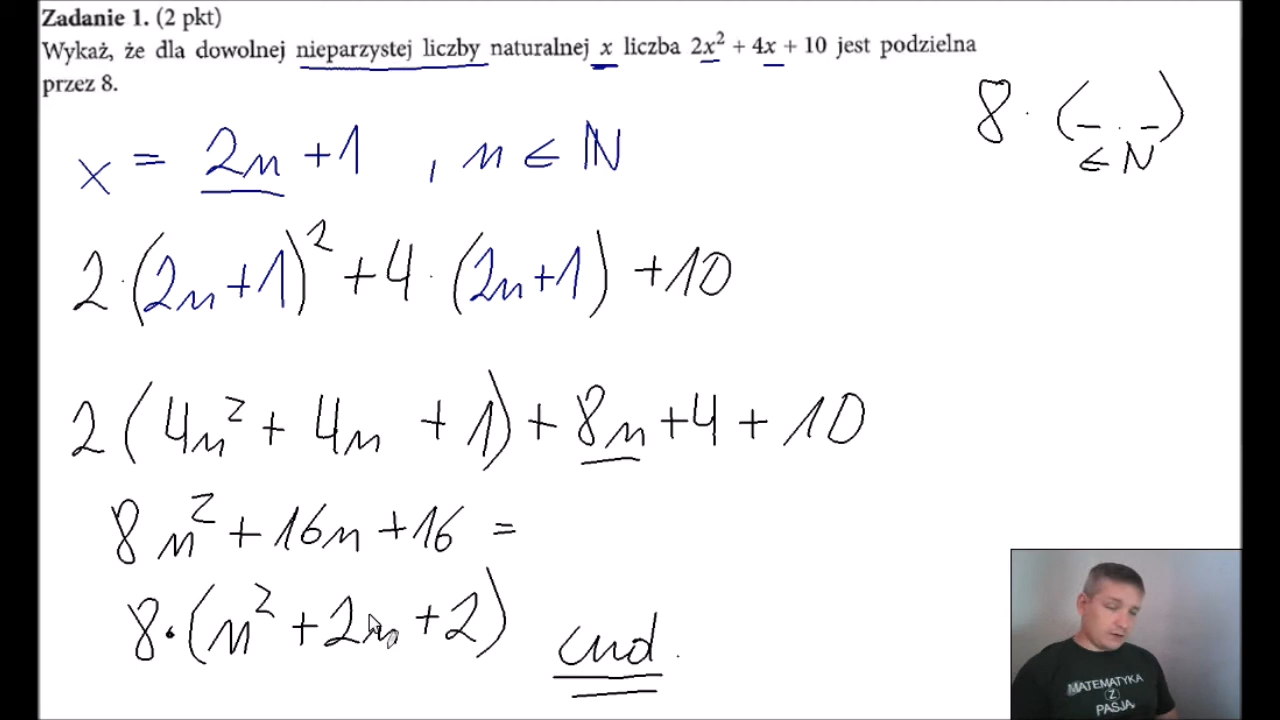 Zadanie 1. (2 pkt)
Wykaż, że dla dowolnej nieparzystej liczby naturalnej x liczba 2x² + 4x + 10 jest podzielna
przez 8.
8 · (_ . _)
∈ N
x = 2n + 1 , n ∈ ℕ
2 · (2n+1)² + 4 · (2n+1) + 10
2 (4n² + 4n + 1) + 8n + 4 + 10
8n² + 16n + 16 =
8 · (n² + 2n + 2) cnd.
MATEMATYKA
Z
PASJĄ